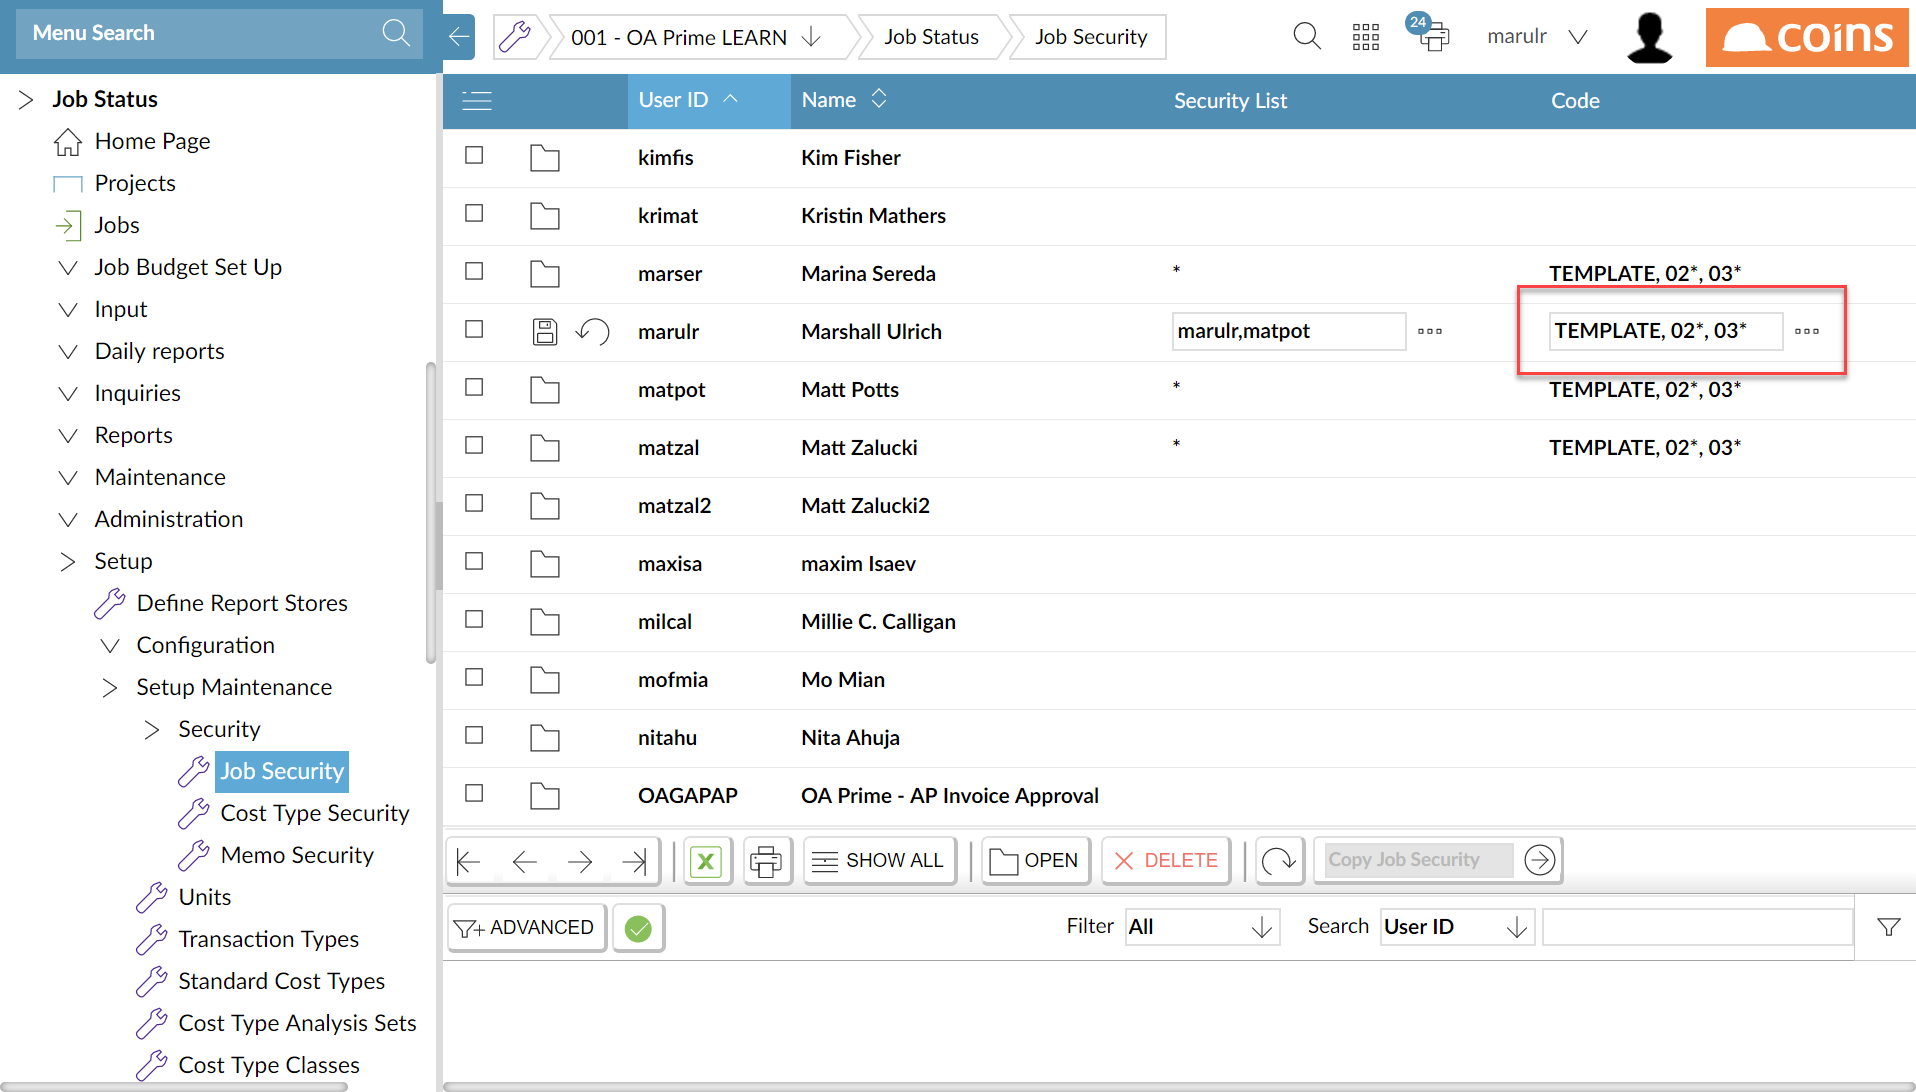 Menu Search
001 - OA Prime LEARN
Job Status
Job Security
24
marulr
coins
Job Status
Home Page
Projects
Jobs
Job Budget Set Up
Input
Daily reports
Inquiries
Reports
Maintenance
Administration
Setup
Define Report Stores
Configuration
Setup Maintenance
Security
Job Security
Cost Type Security
Memo Security
Units
Transaction Types
Standard Cost Types
Cost Type Analysis Sets
Cost Type Classes
User ID Name Security List Code
kimfis Kim Fisher
krimat Kristin Mathers
marser Marina Sereda * TEMPLATE, 02*, 03*
marulr Marshall Ulrich marulr,matpot TEMPLATE, 02*, 03*
matpot Matt Potts * TEMPLATE, 02*, 03*
matzal Matt Zalucki * TEMPLATE, 02*, 03*
matzal2 Matt Zalucki2
maxisa maxim Isaev
milcal Millie C. Calligan
mofmia Mo Mian
nitahu Nita Ahuja
OAGAPAP OA Prime - AP Invoice Approval
X SHOW ALL OPEN DELETE Copy Job Security
ADVANCED Filter All Search User ID